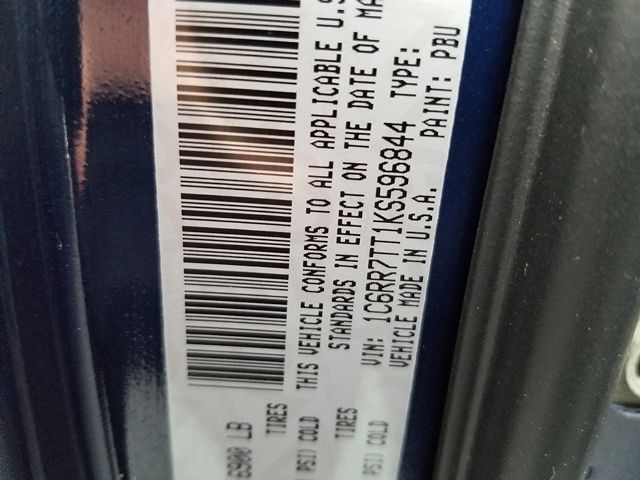 6900 LB
TIRES
PSI) COLD THIS VEHICLE CONFORMS TO ALL APPLICABLE U.S
TIRES STANDARDS IN EFFECT ON THE DATE OF MA
PSI) COLD VIN: 1C6RR7TT1KS596844 TYPE:
VEHICLE MADE IN U.S.A. PAINT: PBU